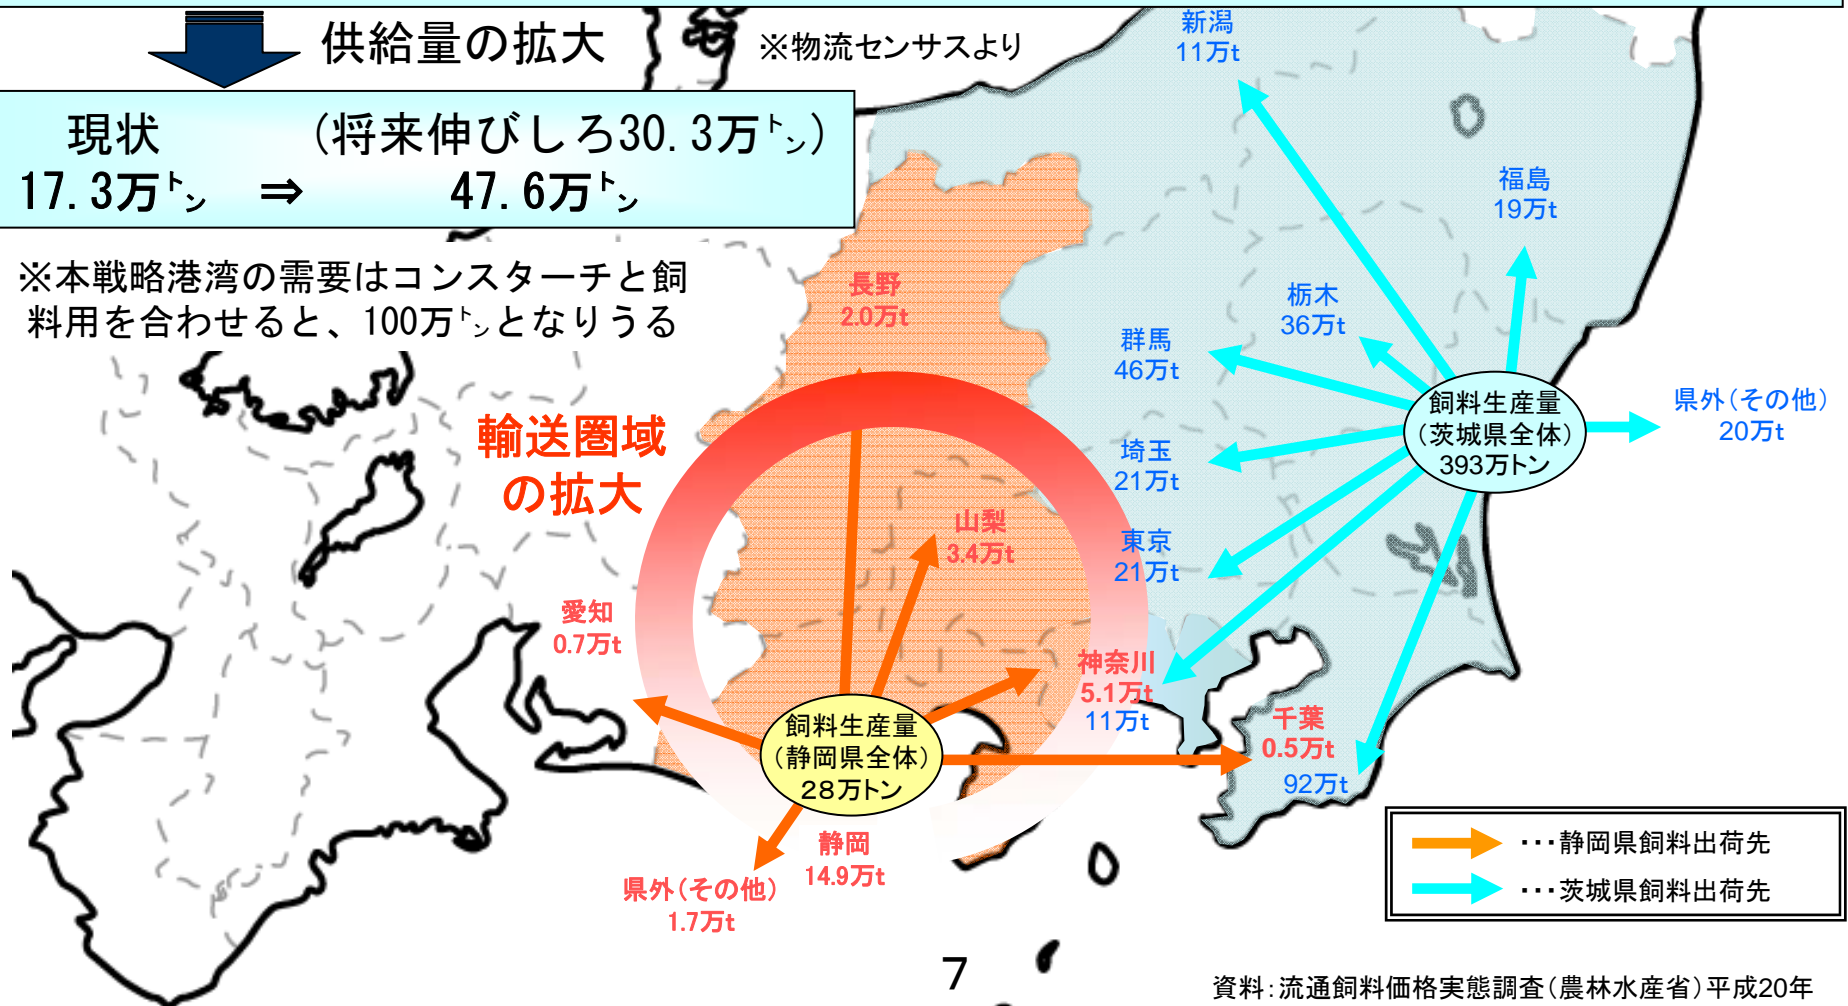 供給量の拡大
※物流センサスより
現状 （将来伸びしろ30.3万㌧）
17.3万㌧ ⇒ 47.6万㌧
※本戦略港湾の需要はコンスターチと飼
料用を合わせると、100万㌧となりうる
輸送圏域
の拡大
新潟
11万t
福島
19万t
栃木
36万t
群馬
46万t
埼玉
21万t
東京
21万t
飼料生産量
（茨城県全体）
393万トン
県外（その他）
20万t
長野
2.0万t
山梨
3.4万t
愛知
0.7万t
神奈川
5.1万t
11万t
千葉
0.5万t
92万t
飼料生産量
（静岡県全体）
28万トン
静岡
14.9万t
県外（その他）
1.7万t
･･･静岡県飼料出荷先
･･･茨城県飼料出荷先
7
資料：流通飼料価格実態調査（農林水産省）平成20年